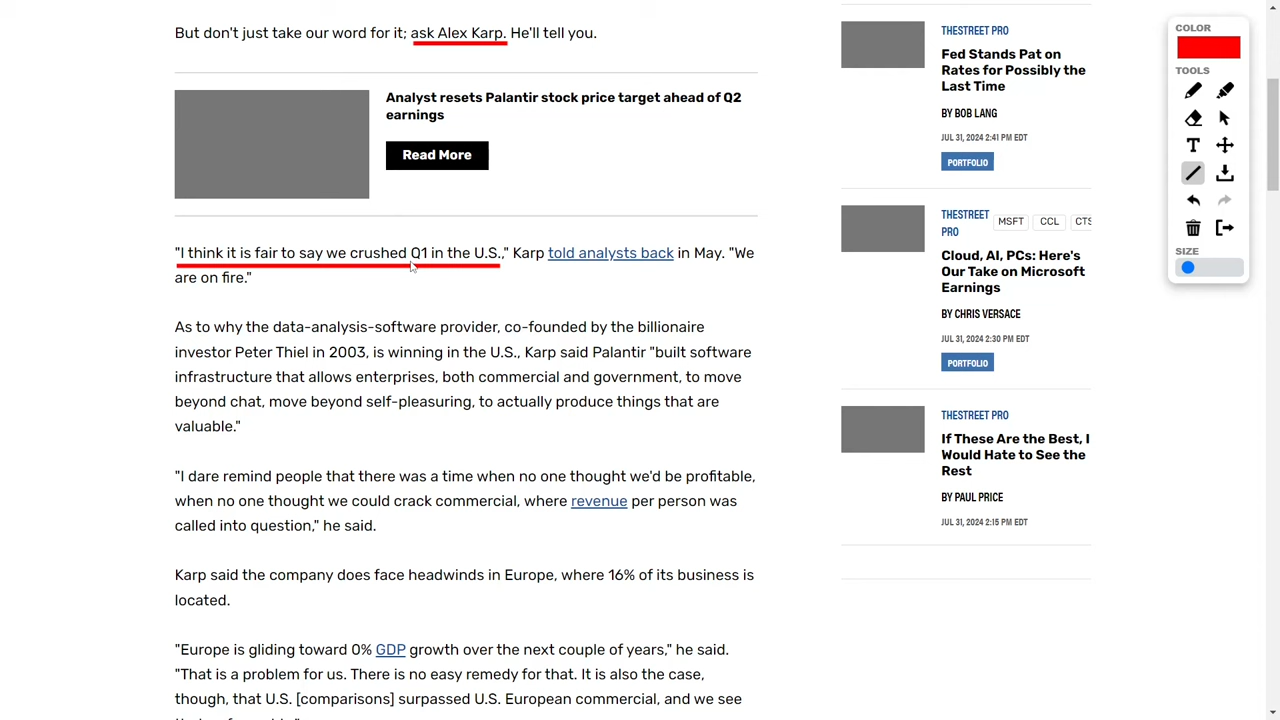 But don't just take our word for it; ask Alex Karp. He'll tell you.
Analyst resets Palantir stock price target ahead of Q2
earnings
Read More
"I think it is fair to say we crushed Q1 in the U.S.," Karp told analysts back in May. "We
are on fire."
As to why the data-analysis-software provider, co-founded by the billionaire
investor Peter Thiel in 2003, is winning in the U.S., Karp said Palantir "built software
infrastructure that allows enterprises, both commercial and government, to move
beyond chat, move beyond self-pleasuring, to actually produce things that are
valuable."
"I dare remind people that there was a time when no one thought we'd be profitable,
when no one thought we could crack commercial, where revenue per person was
called into question," he said.
Karp said the company does face headwinds in Europe, where 16% of its business is
located.
"Europe is gliding toward 0% GDP growth over the next couple of years," he said.
"That is a problem for us. There is no easy remedy for that. It is also the case,
though, that U.S. [comparisons] surpassed U.S. European commercial, and we see
THESTREET PRO
Fed Stands Pat on
Rates for Possibly the
Last Time
BY BOB LANG
JUL 31, 2024 2:41 PM EDT
PORTFOLIO
THESTREET
PRO
MSFT
CCL
CTS
Cloud, AI, PCs: Here's
Our Take on Microsoft
Earnings
BY CHRIS VERSACE
JUL 31, 2024 2:30 PM EDT
PORTFOLIO
THESTREET PRO
If These Are the Best, I
Would Hate to See the
Rest
BY PAUL PRICE
JUL 31, 2024 2:15 PM EDT
COLOR
TOOLS
T
SIZE